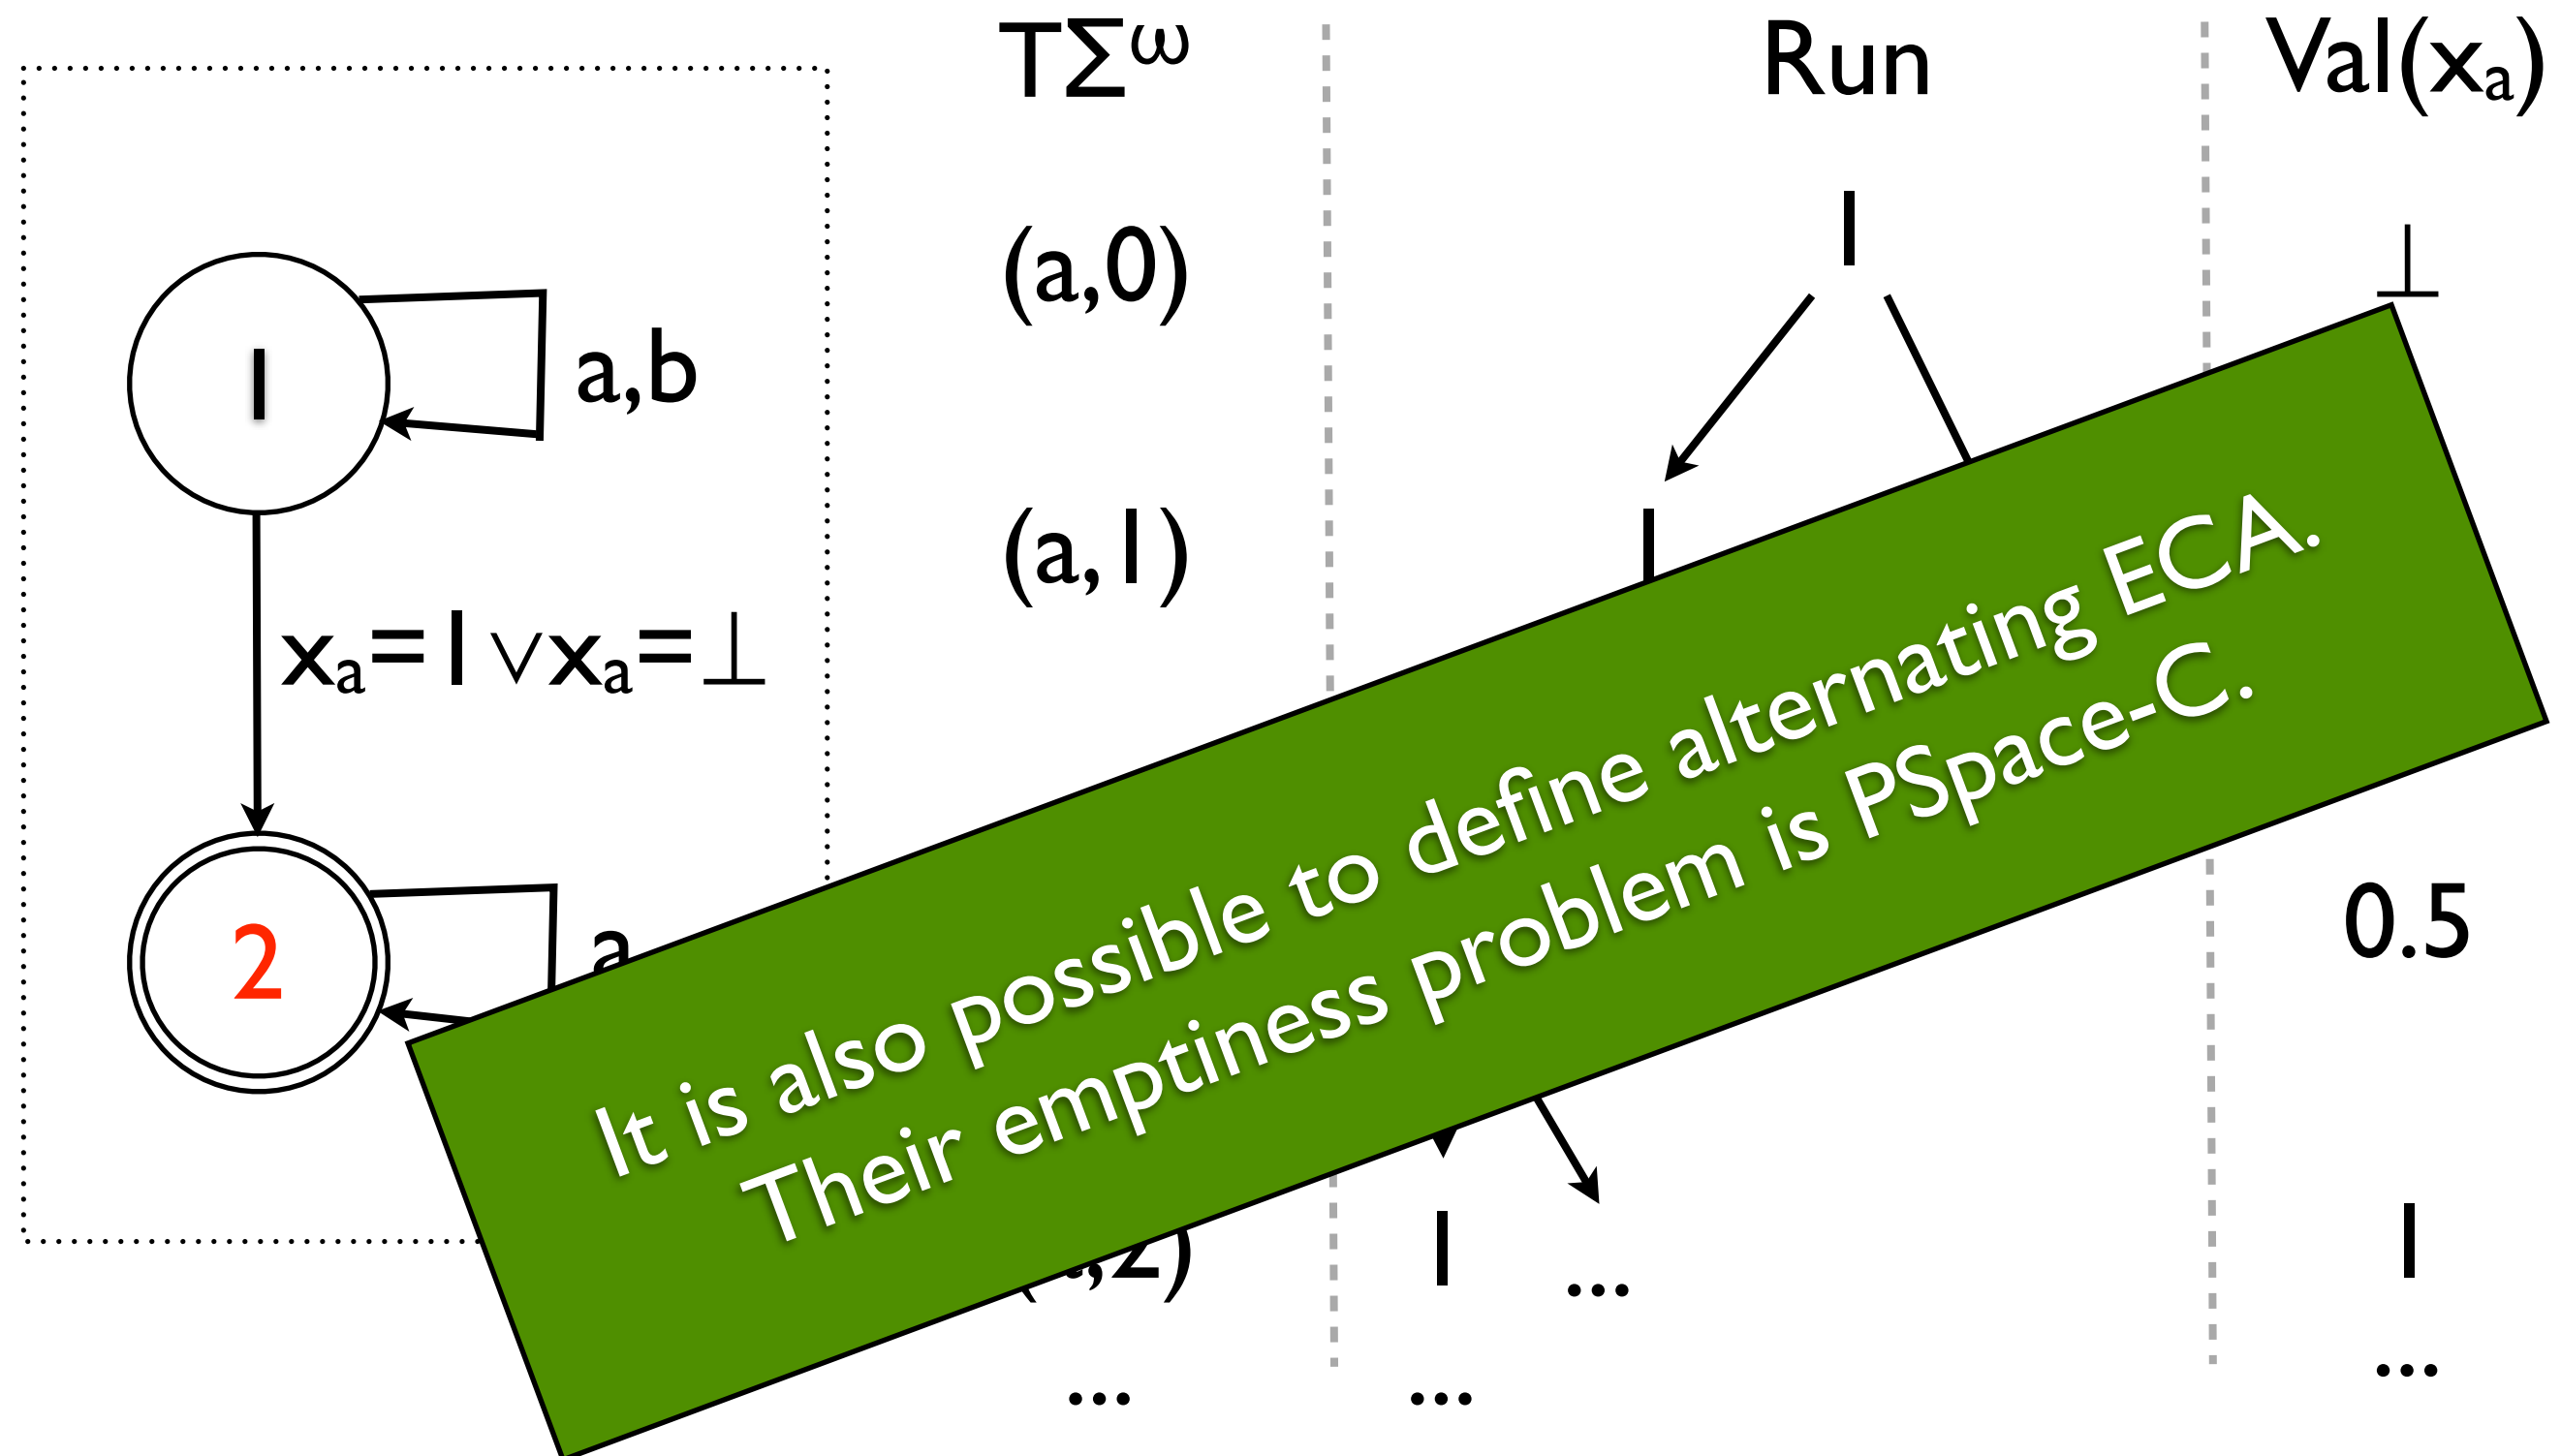 TΣω Run Val(xa)
(a,0) 1 ⊥
1 a,b
(a,1) 1
xa=1∨xa=⊥
2 a 0.5
It is also possible to define alternating ECA.
Their emptiness problem is PSpace-C.
,2) 1 ... 1
... ... ...